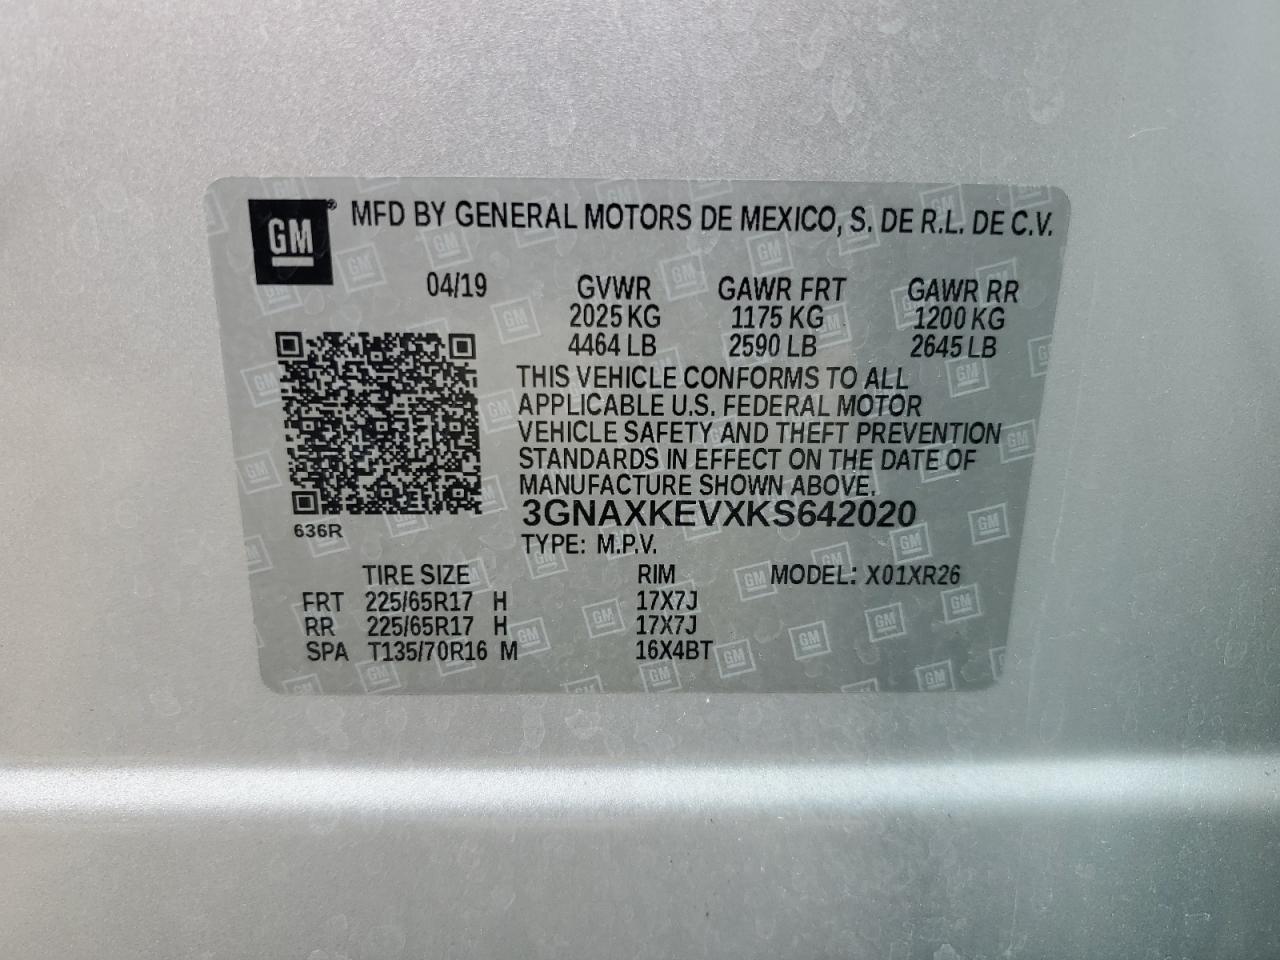 GM® MFD BY GENERAL MOTORS DE MEXICO, S. DE R.L. DE C.V.
04/19 GVWR GAWR FRT GAWR RR
2025 KG 1175 KG 1200 KG
4464 LB 2590 LB 2645 LB
THIS VEHICLE CONFORMS TO ALL
APPLICABLE U.S. FEDERAL MOTOR
VEHICLE SAFETY AND THEFT PREVENTION
STANDARDS IN EFFECT ON THE DATE OF
MANUFACTURE SHOWN ABOVE.
3GNAXKEVXKS642020
636R
TYPE: M.P.V.
TIRE SIZE RIM MODEL: X01XR26
FRT 225/65R17 H 17X7J
RR 225/65R17 H 17X7J
SPA T135/70R16 M 16X4BT